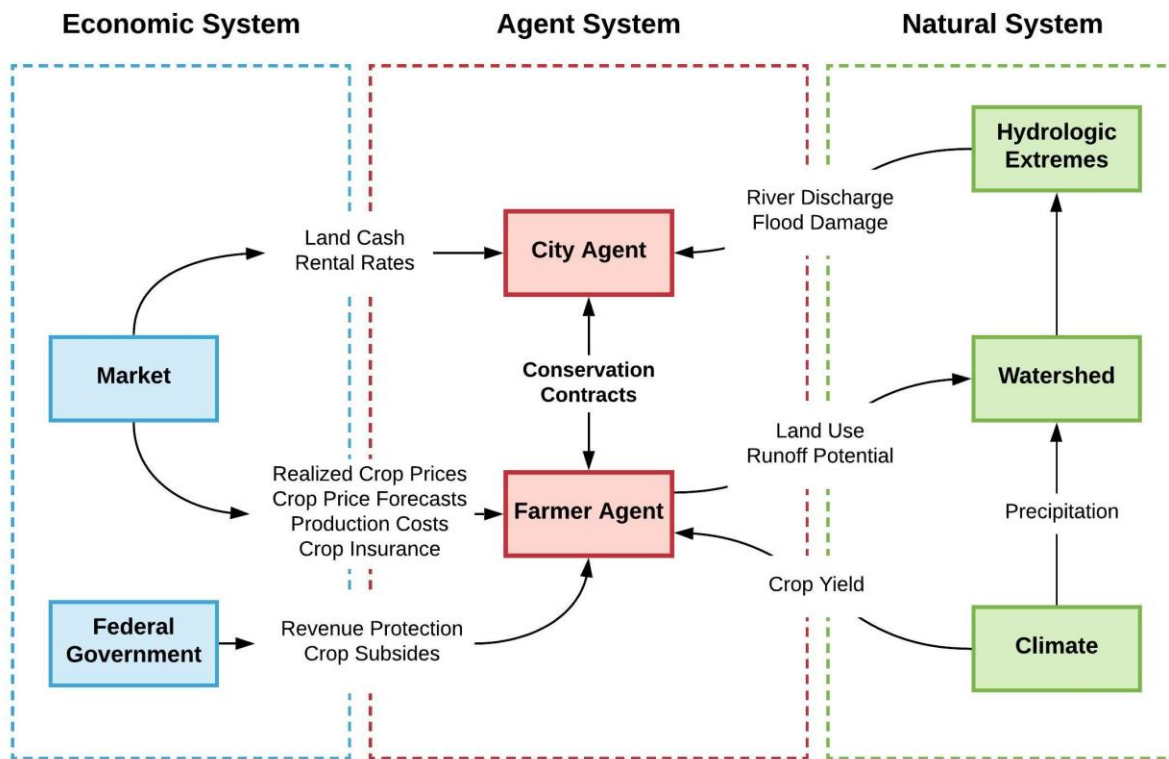 Economic System
Agent System
Natural System
Hydrologic
Extremes
River Discharge
Flood Damage
Land Cash
Rental Rates
City Agent
Market
Conservation
Contracts
Watershed
Land Use
Runoff Potential
Realized Crop Prices
Crop Price Forecasts
Production Costs
Crop Insurance
Farmer Agent
Precipitation
Crop Yield
Federal
Government
Revenue Protection
Crop Subsides
Climate